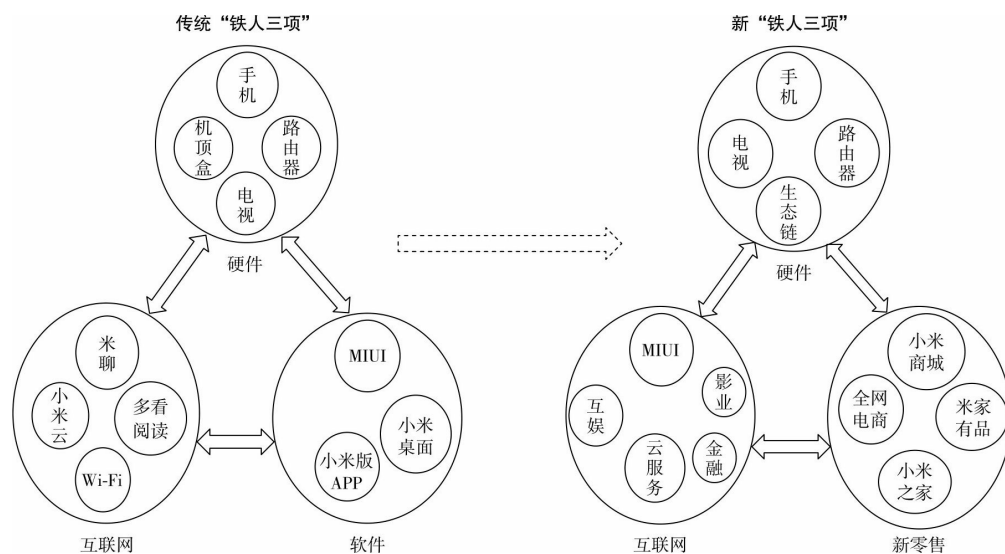 传统“铁人三项”
手机
机顶盒
路由器
电视
硬件
米聊
小米云
多看
阅读
Wi-Fi
互联网
MIUI
小米
桌面
小米版
APP
软件
新“铁人三项”
手机
电视
路由器
生态链
硬件
MIUI
影业
互娱
云服务
金融
互联网
小米
商城
全网
电商
米家
有品
小米
之家
新零售